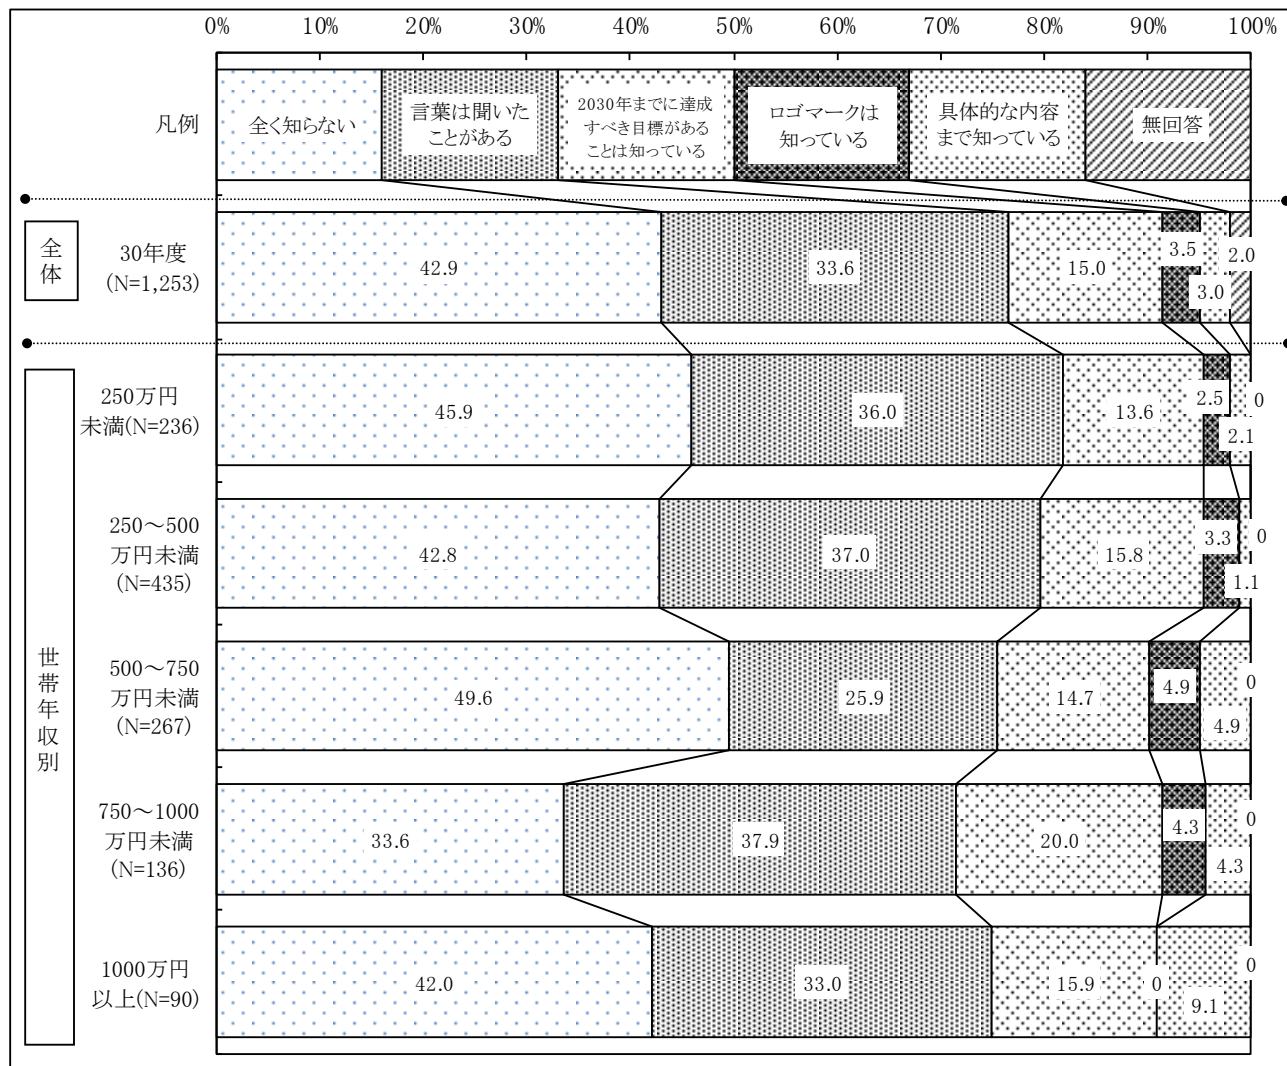 0% 10% 20% 30% 40% 50% 60% 70% 80% 90% 100%
凡例
全く知らない
言葉は聞いた
ことがある
2030年までに達成
すべき目標がある
ことは知っている
ロゴマークは
知っている
具体的な内容
まで知っている
無回答
全体
30年度
(N=1,253)
42.9 33.6 15.0 3.5 3.0 2.0
世帯年収別
250万円
未満(N=236)
45.9 36.0 13.6 2.5 2.1 0
250～500
万円未満
(N=435)
42.8 37.0 15.8 3.3 1.1 0
500～750
万円未満
(N=267)
49.6 25.9 14.7 4.9 4.9 0
750～1000
万円未満
(N=136)
33.6 37.9 20.0 4.3 4.3 0
1000万円
以上(N=90)
42.0 33.0 15.9 0 9.1 0